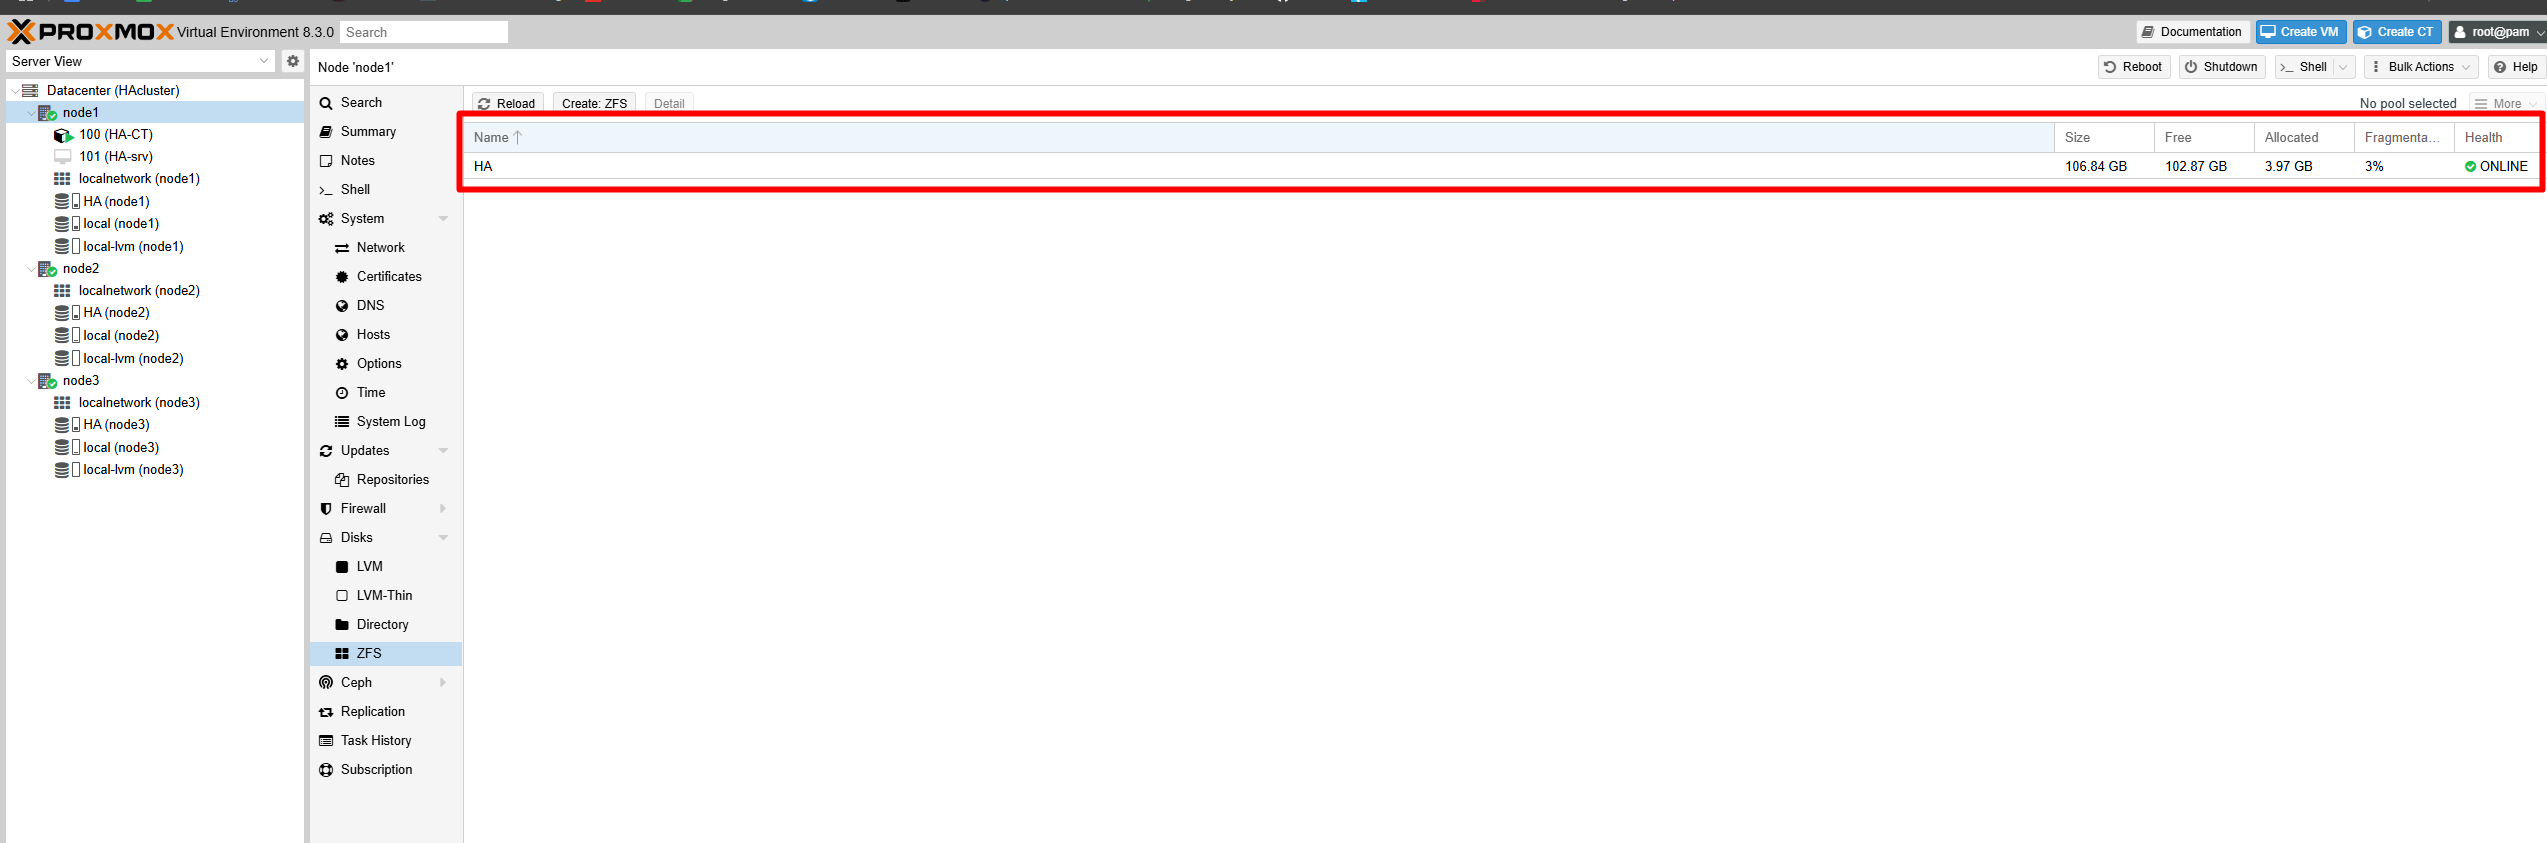 PROXMOX Virtual Environment 8.3.0 Search Documentation Create VM Create CT root@pam
Server View
Node 'node1' Reboot Shutdown Shell Bulk Actions Help
Datacenter (HAcluster)
node1
100 (HA-CT)
101 (HA-srv)
localnetwork (node1)
HA (node1)
local (node1)
local-lvm (node1)
node2
localnetwork (node2)
HA (node2)
local (node2)
local-lvm (node2)
node3
localnetwork (node3)
HA (node3)
local (node3)
local-lvm (node3)
Search
Summary
Notes
Shell
System
Network
Certificates
DNS
Hosts
Options
Time
System Log
Updates
Repositories
Firewall
Disks
LVM
LVM-Thin
Directory
ZFS
Ceph
Replication
Task History
Subscription
Reload Create: ZFS Detail No pool selected More
Name Size Free Allocated Fragmenta... Health
HA 106.84 GB 102.87 GB 3.97 GB 3% ONLINE